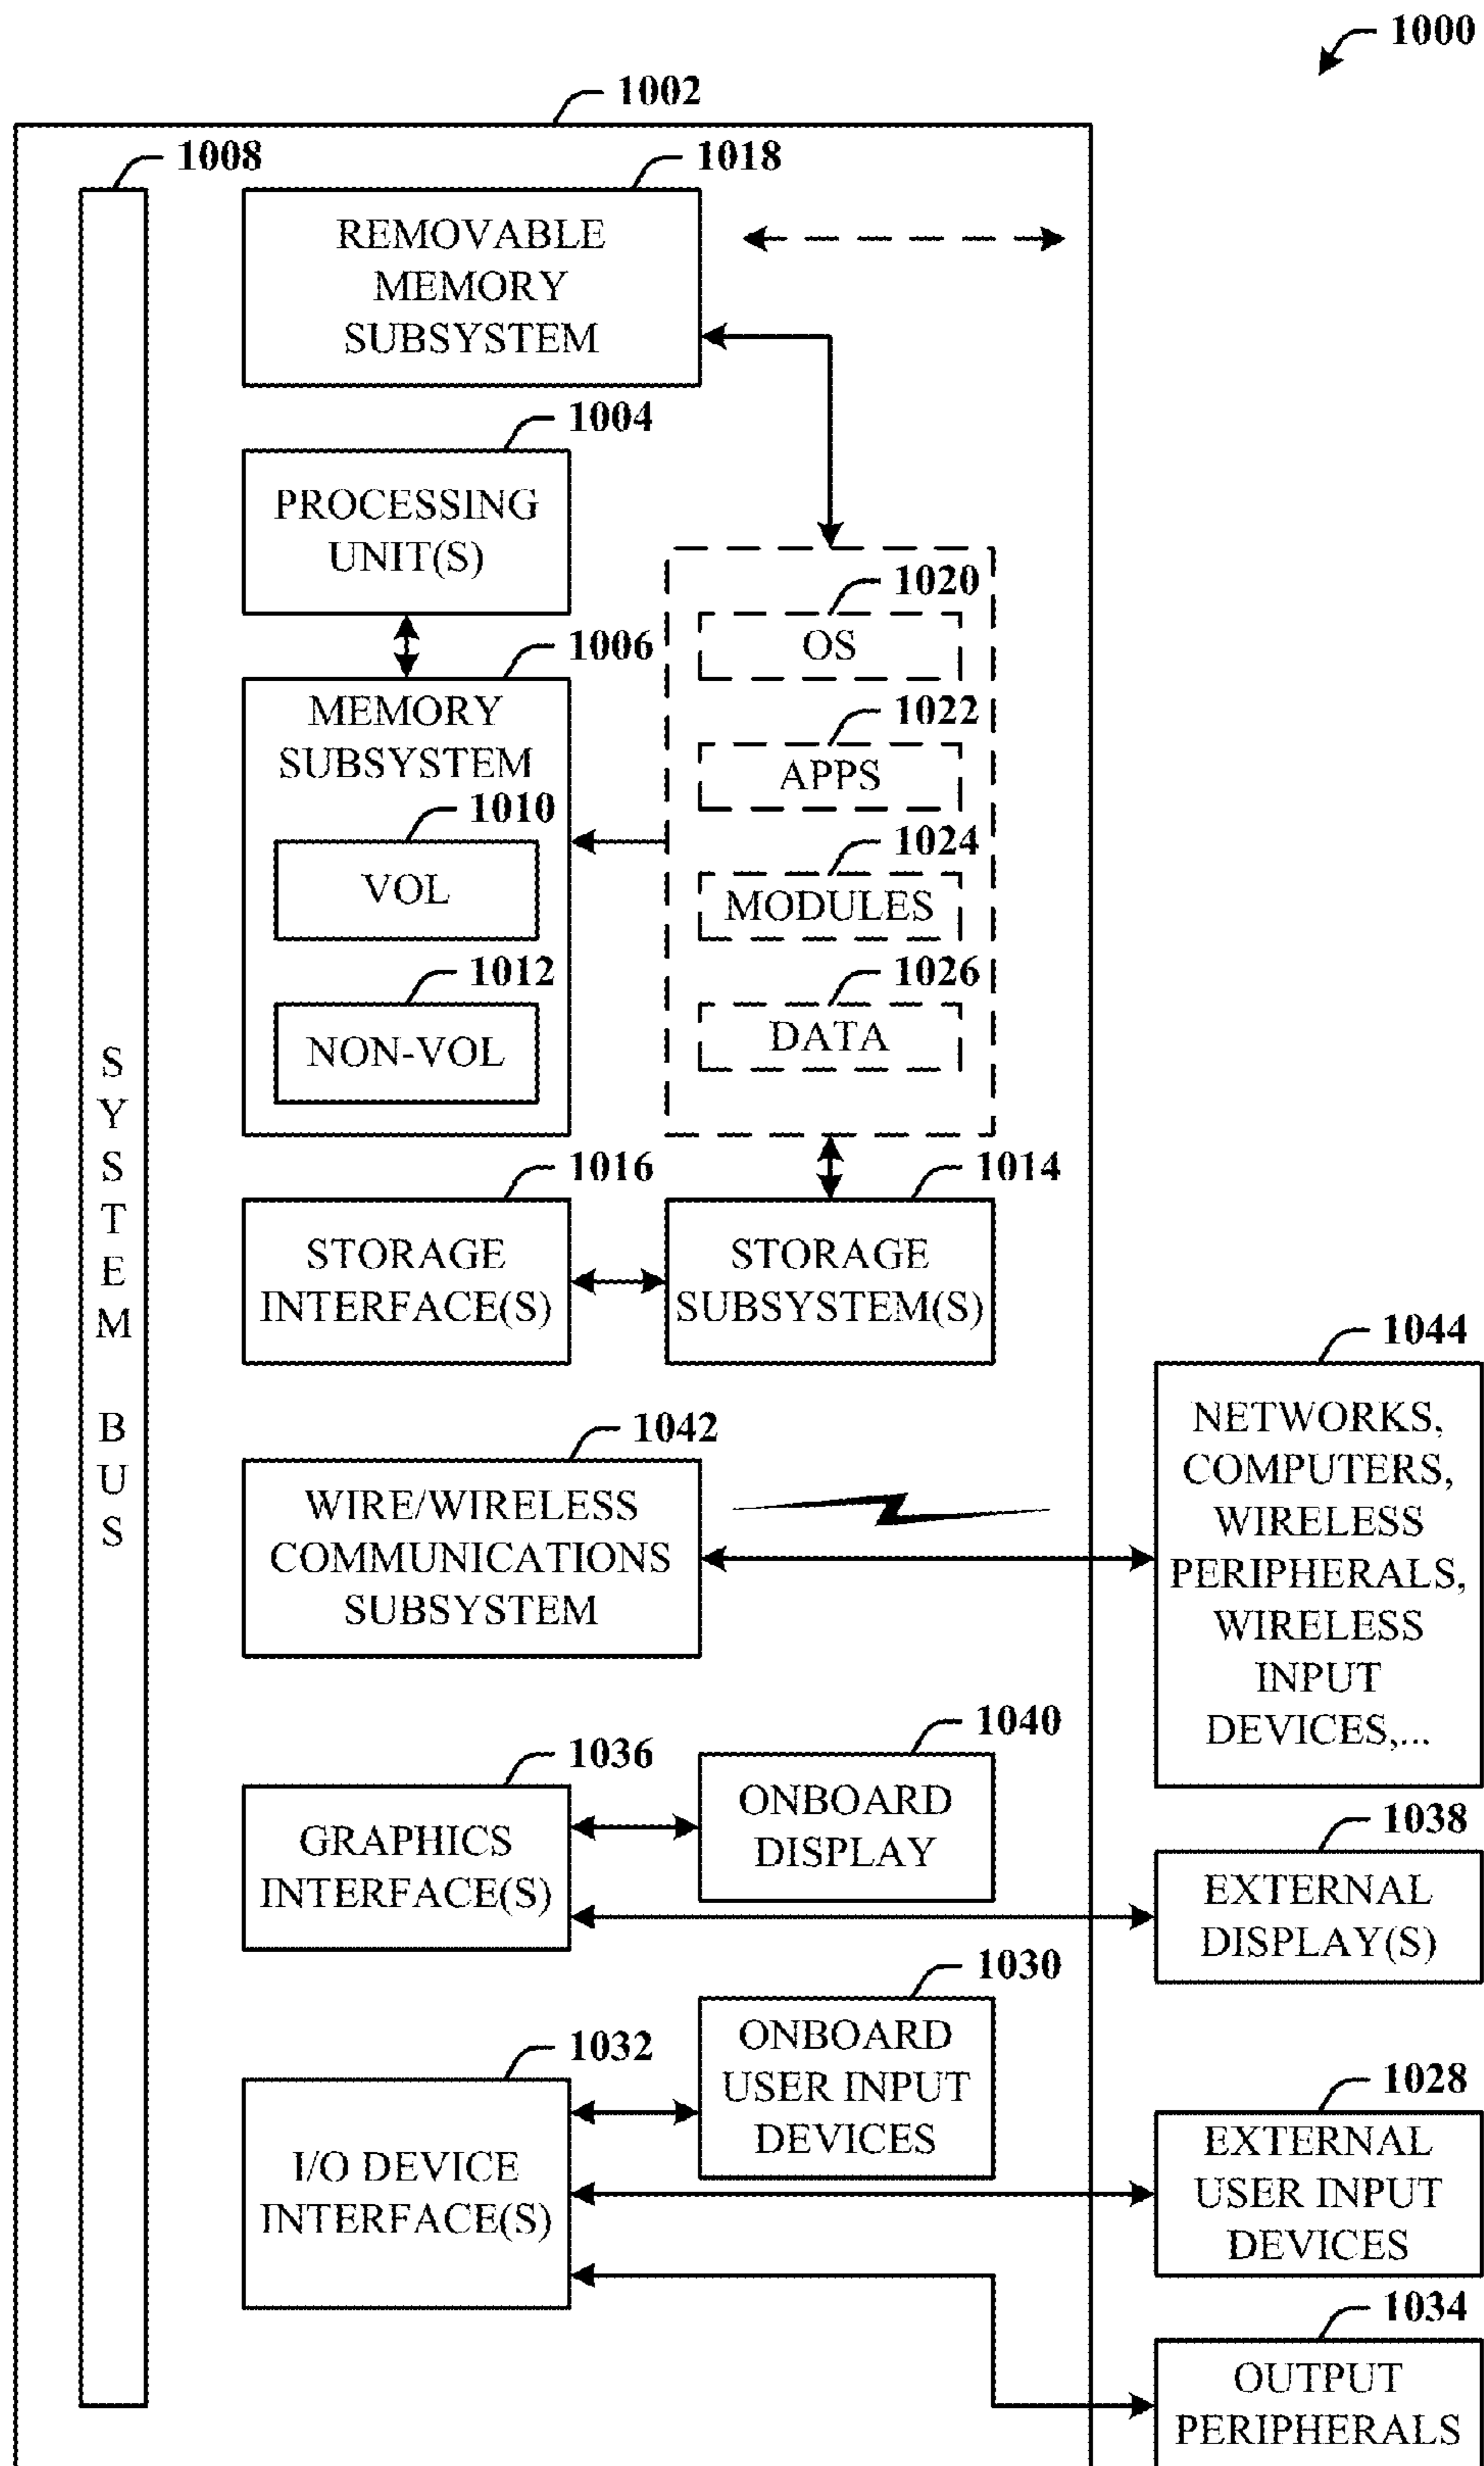 1000
1002
1008
1018
REMOVABLE
MEMORY
SUBSYSTEM
1004
PROCESSING
UNIT(S)
1020
OS
1006
MEMORY
SUBSYSTEM
1022
APPS
1010
VOL
1024
MODULES
1012
NON-VOL
1026
DATA
SYSTEM BUS
1016
STORAGE
INTERFACE(S)
1014
STORAGE
SUBSYSTEM(S)
1044
NETWORKS,
COMPUTERS,
WIRELESS
PERIPHERALS,
WIRELESS
INPUT
DEVICES,...
1042
WIRE/WIRELESS
COMMUNICATIONS
SUBSYSTEM
1040
ONBOARD
DISPLAY
1036
GRAPHICS
INTERFACE(S)
1038
EXTERNAL
DISPLAY(S)
1030
ONBOARD
USER INPUT
DEVICES
1032
I/O DEVICE
INTERFACE(S)
1028
EXTERNAL
USER INPUT
DEVICES
1034
OUTPUT
PERIPHERALS